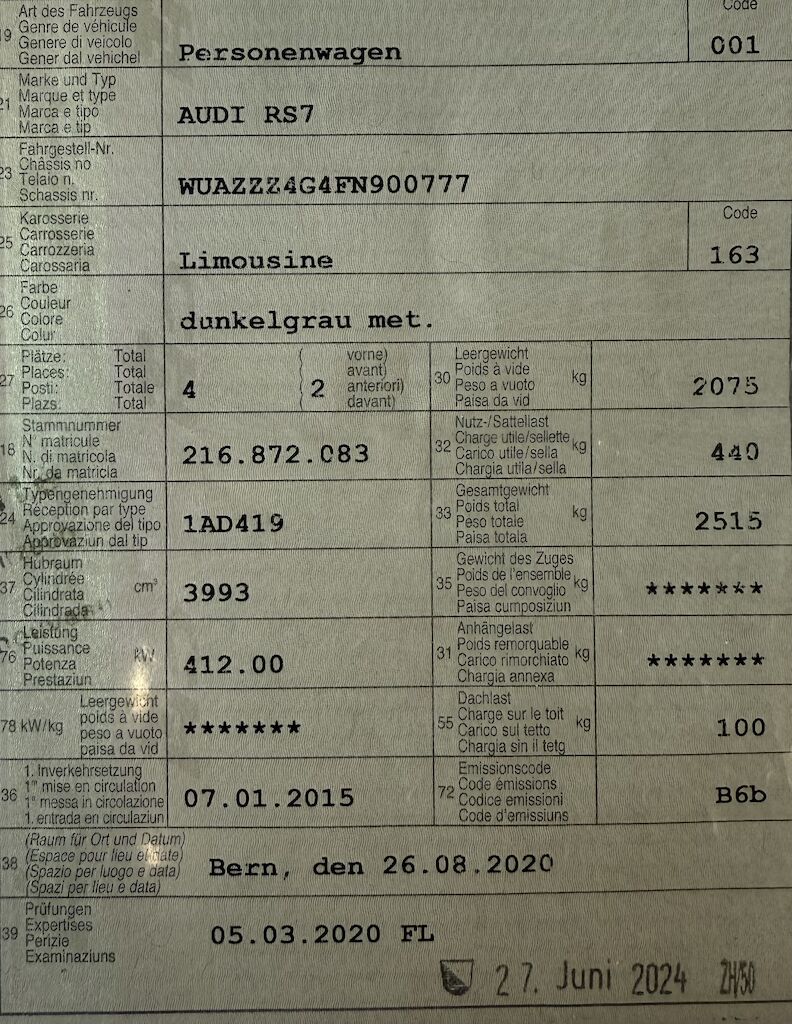 Art des Fahrzeugs
Genre de véhicule
Genere di veicolo
Gener dal vehichel
19
Personenwagen
Code
001
Marke und Typ
Marque et type
Marca e tipo
Marca e tip
21
AUDI RS7
Fahrgestell-Nr.
Châssis no
Telaio n.
Schassis nr.
23
WUAZZZ4G4FN900777
Karosserie
Carrosserie
Carrozzeria
Carossaria
25
Limousine
Code
163
Farbe
Couleur
Colore
Colur
26
dunkelgrau met.
Plätze: Total
Places: Total
Posti: Totale
Plazs: Total
27
4
( vorne)
( avant)
( anteriori)
( davant)
2
Leergewicht
Poids à vide
Peso a vuoto
Paisa da vid
30
kg
2075
Stammnummer
N° matricule
N. di matricola
Nr. da matricla
18
216.872.083
Nutz-/Sattellast
Charge utile/sellette
Carico utile/sella
Chargia utila/sella
32
kg
440
Typengenehmigung
Réception par type
Approvazione del tipo
Approvaziun dal tip
24
1AD419
Gesamtgewicht
Poids total
Peso totale
Paisa totala
33
kg
2515
Hubraum
Cylindrée
Cilindrata
Cilindrada
37
cm³
3993
Gewicht des Zuges
Poids de l'ensemble
Peso del convoglio
Paisa cumposiziun
35
kg
*******
Leistung
Puissance
Potenza
Prestaziun
76
kW
412.00
Anhängelast
Poids remorquable
Carico rimorchiato
Chargia annexa
31
kg
*******
78 kW/kg
Leergewicht
poids à vide
peso a vuoto
paisa da vid
*******
Dachlast
Charge sur le toit
Carico sul tetto
Chargia sin il tetg
55
kg
100
1. Inverkehrsetzung
1re mise en circulation
1a messa in circolazione
1. entrada en circulaziun
36
07.01.2015
Emissionscode
Code émissions
Codice emissioni
Code d'emissiuns
72
B6b
(Raum für Ort und Datum)
(Espace pour lieu et date)
(Spazio per luogo e data)
(Spazi per lieu e data)
38
Bern, den 26.08.2020
Prüfungen
Expertises
Perizie
Examinaziuns
39
05.03.2020 FL
27. Juni 2024 ZH/50